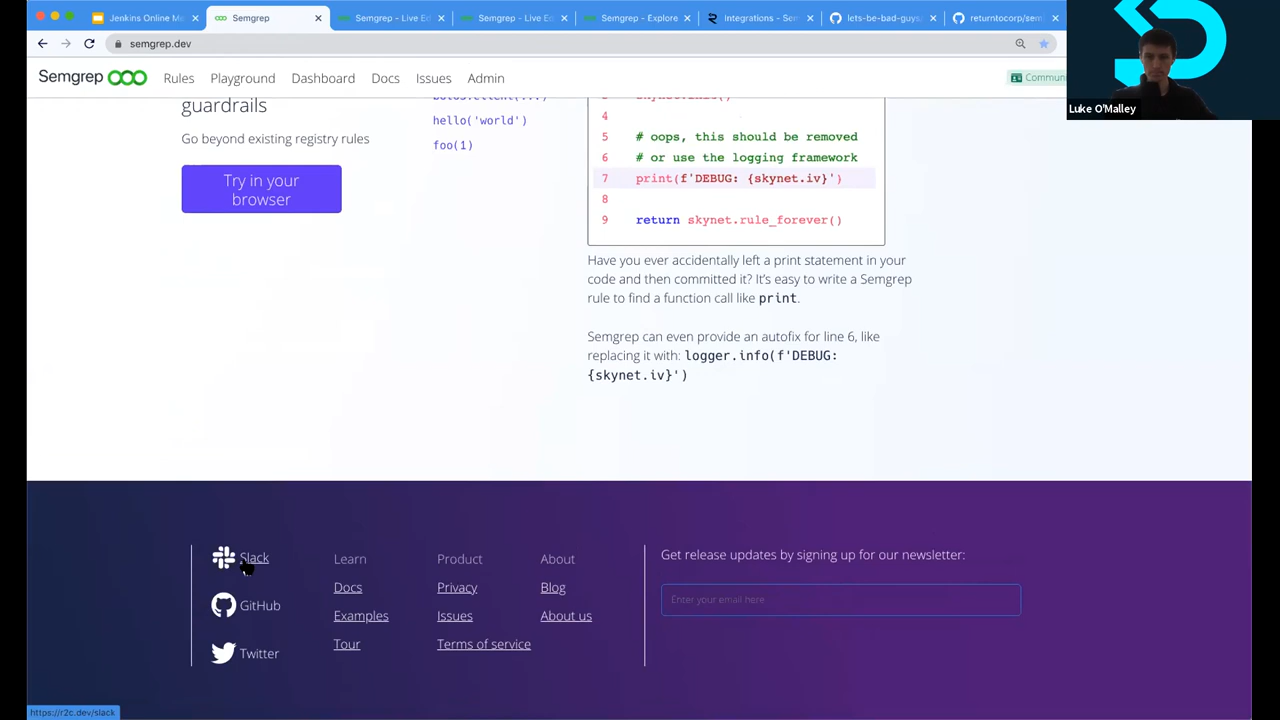 Jenkins Online Me
Semgrep
Semgrep - Live Ed
Semgrep - Live Ed
Semgrep - Explore
Integrations - Sem
lets-be-bad-guys
returntocorp/sem
semgrep.dev
Semgrep
Rules
Playground
Dashboard
Docs
Issues
Admin
Communi
Luke O'Malley
guardrails
Go beyond existing registry rules
Try in your
browser
hello('world')
foo(1)
4
5 # oops, this should be removed
6 # or use the logging framework
7 print(f'DEBUG: {skynet.iv}')
8
9 return skynet.rule_forever()
Have you ever accidentally left a print statement in your
code and then committed it? It's easy to write a Semgrep
rule to find a function call like print.
Semgrep can even provide an autofix for line 6, like
replacing it with: logger.info(f'DEBUG:
{skynet.iv}')
Slack
GitHub
Twitter
Learn
Docs
Examples
Tour
Product
Privacy
Issues
Terms of service
About
Blog
About us
Get release updates by signing up for our newsletter:
Enter your email here
https://r2c.dev/slack